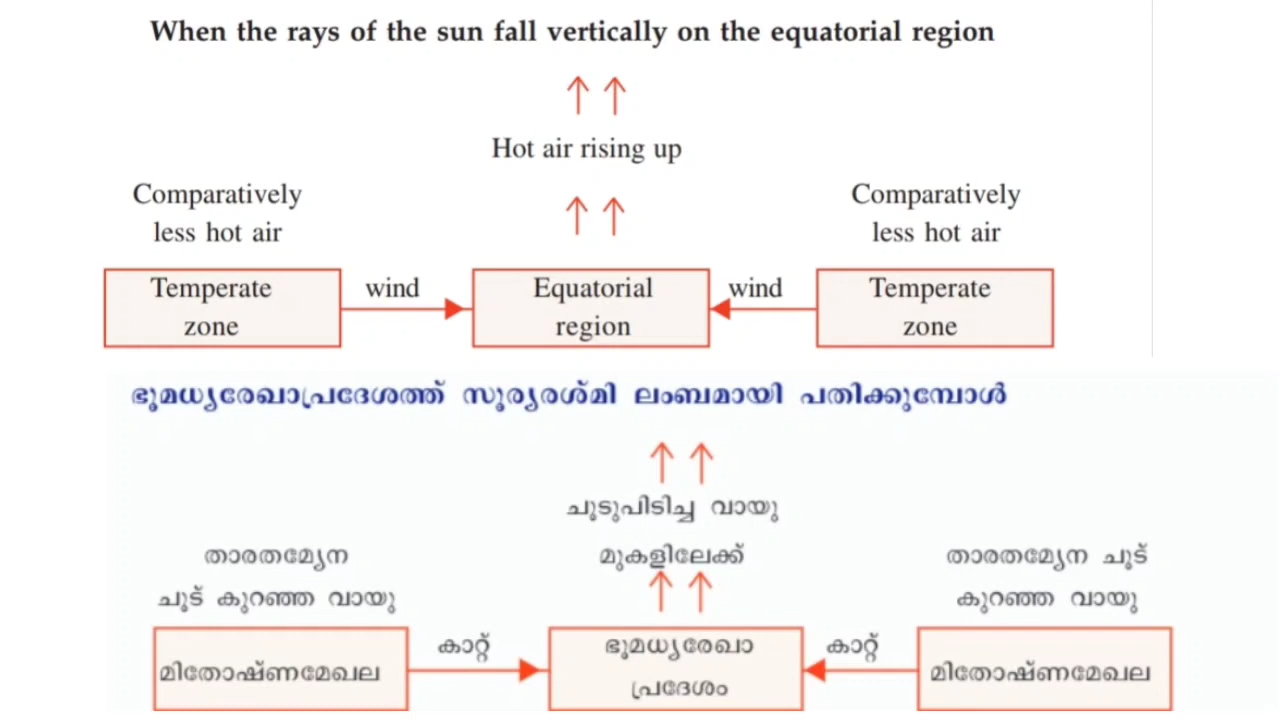 When the rays of the sun fall vertically on the equatorial region
Hot air rising up
Comparatively
less hot air
Comparatively
less hot air
Temperate
zone
wind
Equatorial
region
wind
Temperate
zone
ഭൂമധ്യരേഖാപ്രദേശത്ത് സൂര്യരശ്മി ലംബമായി പതിക്കുമ്പോൾ
ചൂടുപിടിച്ച വായു
മുകളിലേക്ക്
താരതമ്യേന
ചൂട് കുറഞ്ഞ വായു
താരതമ്യേന ചൂട്
കുറഞ്ഞ വായു
മിതോഷ്ണമേഖല
കാറ്റ്
ഭൂമധ്യരേഖാ
പ്രദേശം
കാറ്റ്
മിതോഷ്ണമേഖല